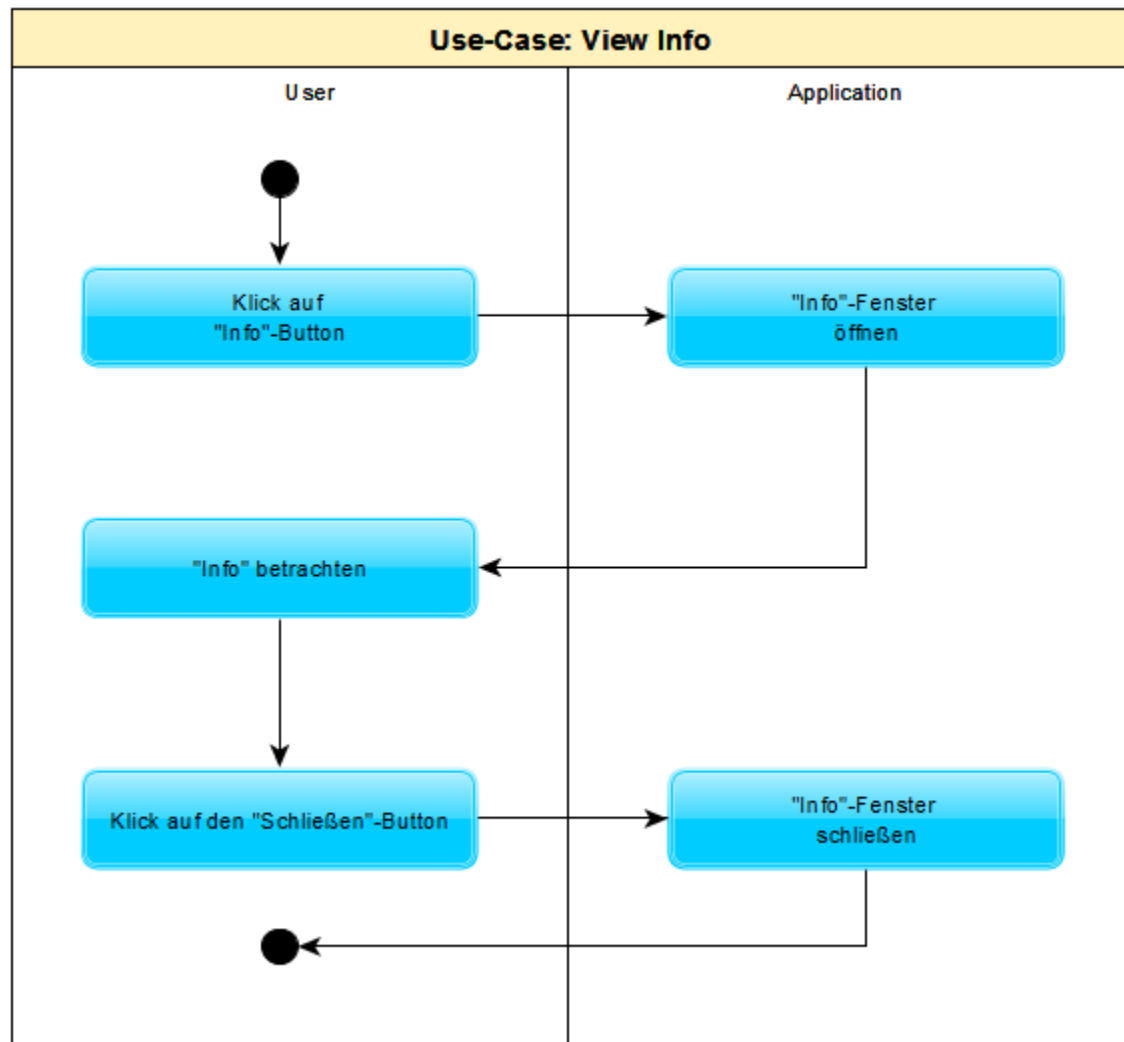 Use-Case: View Info
User
Application
Klick auf
"Info"-Button
"Info"-Fenster
öffnen
"Info" betrachten
Klick auf den "Schließen"-Button
"Info"-Fenster
schließen